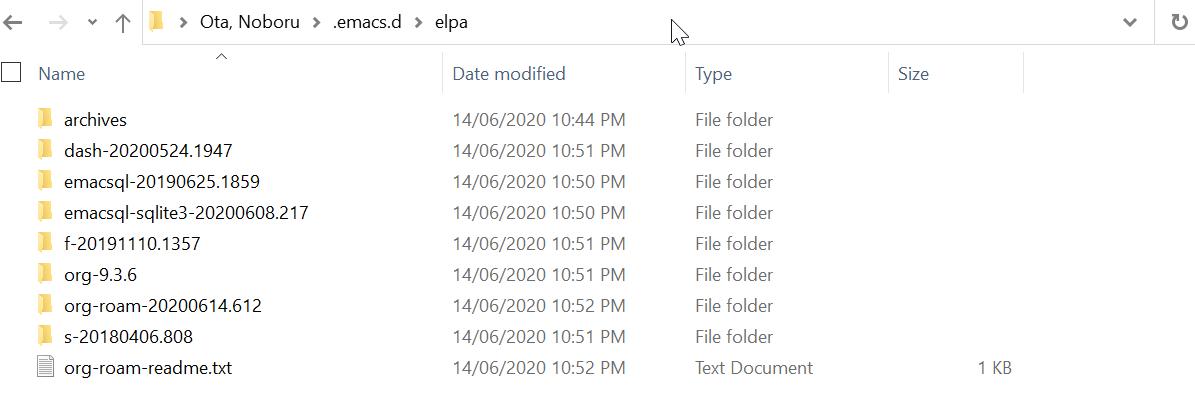 Ota, Noboru > .emacs.d > elpa
Name Date modified Type Size
archives 14/06/2020 10:44 PM File folder
dash-20200524.1947 14/06/2020 10:51 PM File folder
emacsql-20190625.1859 14/06/2020 10:50 PM File folder
emacsql-sqlite3-20200608.217 14/06/2020 10:50 PM File folder
f-20191110.1357 14/06/2020 10:51 PM File folder
org-9.3.6 14/06/2020 10:51 PM File folder
org-roam-20200614.612 14/06/2020 10:52 PM File folder
s-20180406.808 14/06/2020 10:51 PM File folder
org-roam-readme.txt 14/06/2020 10:52 PM Text Document 1 KB